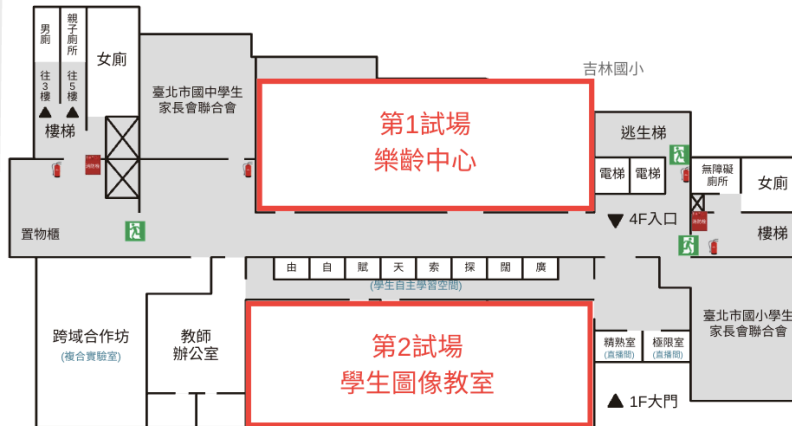 男廁
親子廁所
女廁
往3樓
往5樓
樓梯
臺北市國中學生
家長會聯合會
吉林國小
第1試場
樂齡中心
逃生梯
電梯
電梯
無障礙
廁所
女廁
4F入口
樓梯
置物櫃
由
自
賦
天
索
探
闊
廣
(學生自主學習空間)
跨域合作坊
(複合實驗室)
教師
辦公室
第2試場
學生圖像教室
精熟室
(直播間)
極限室
(直播間)
臺北市國小學生
家長會聯合會
1F大門